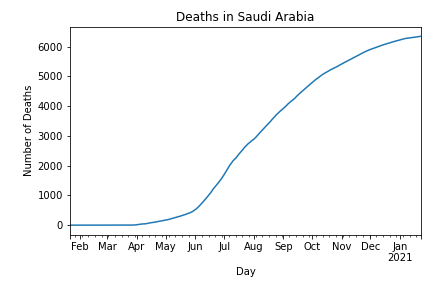 Deaths in Saudi Arabia
Number of Deaths
6000
5000
4000
3000
2000
1000
0
Feb Mar Apr May Jun Jul Aug Sep Oct Nov Dec Jan
2021
Day